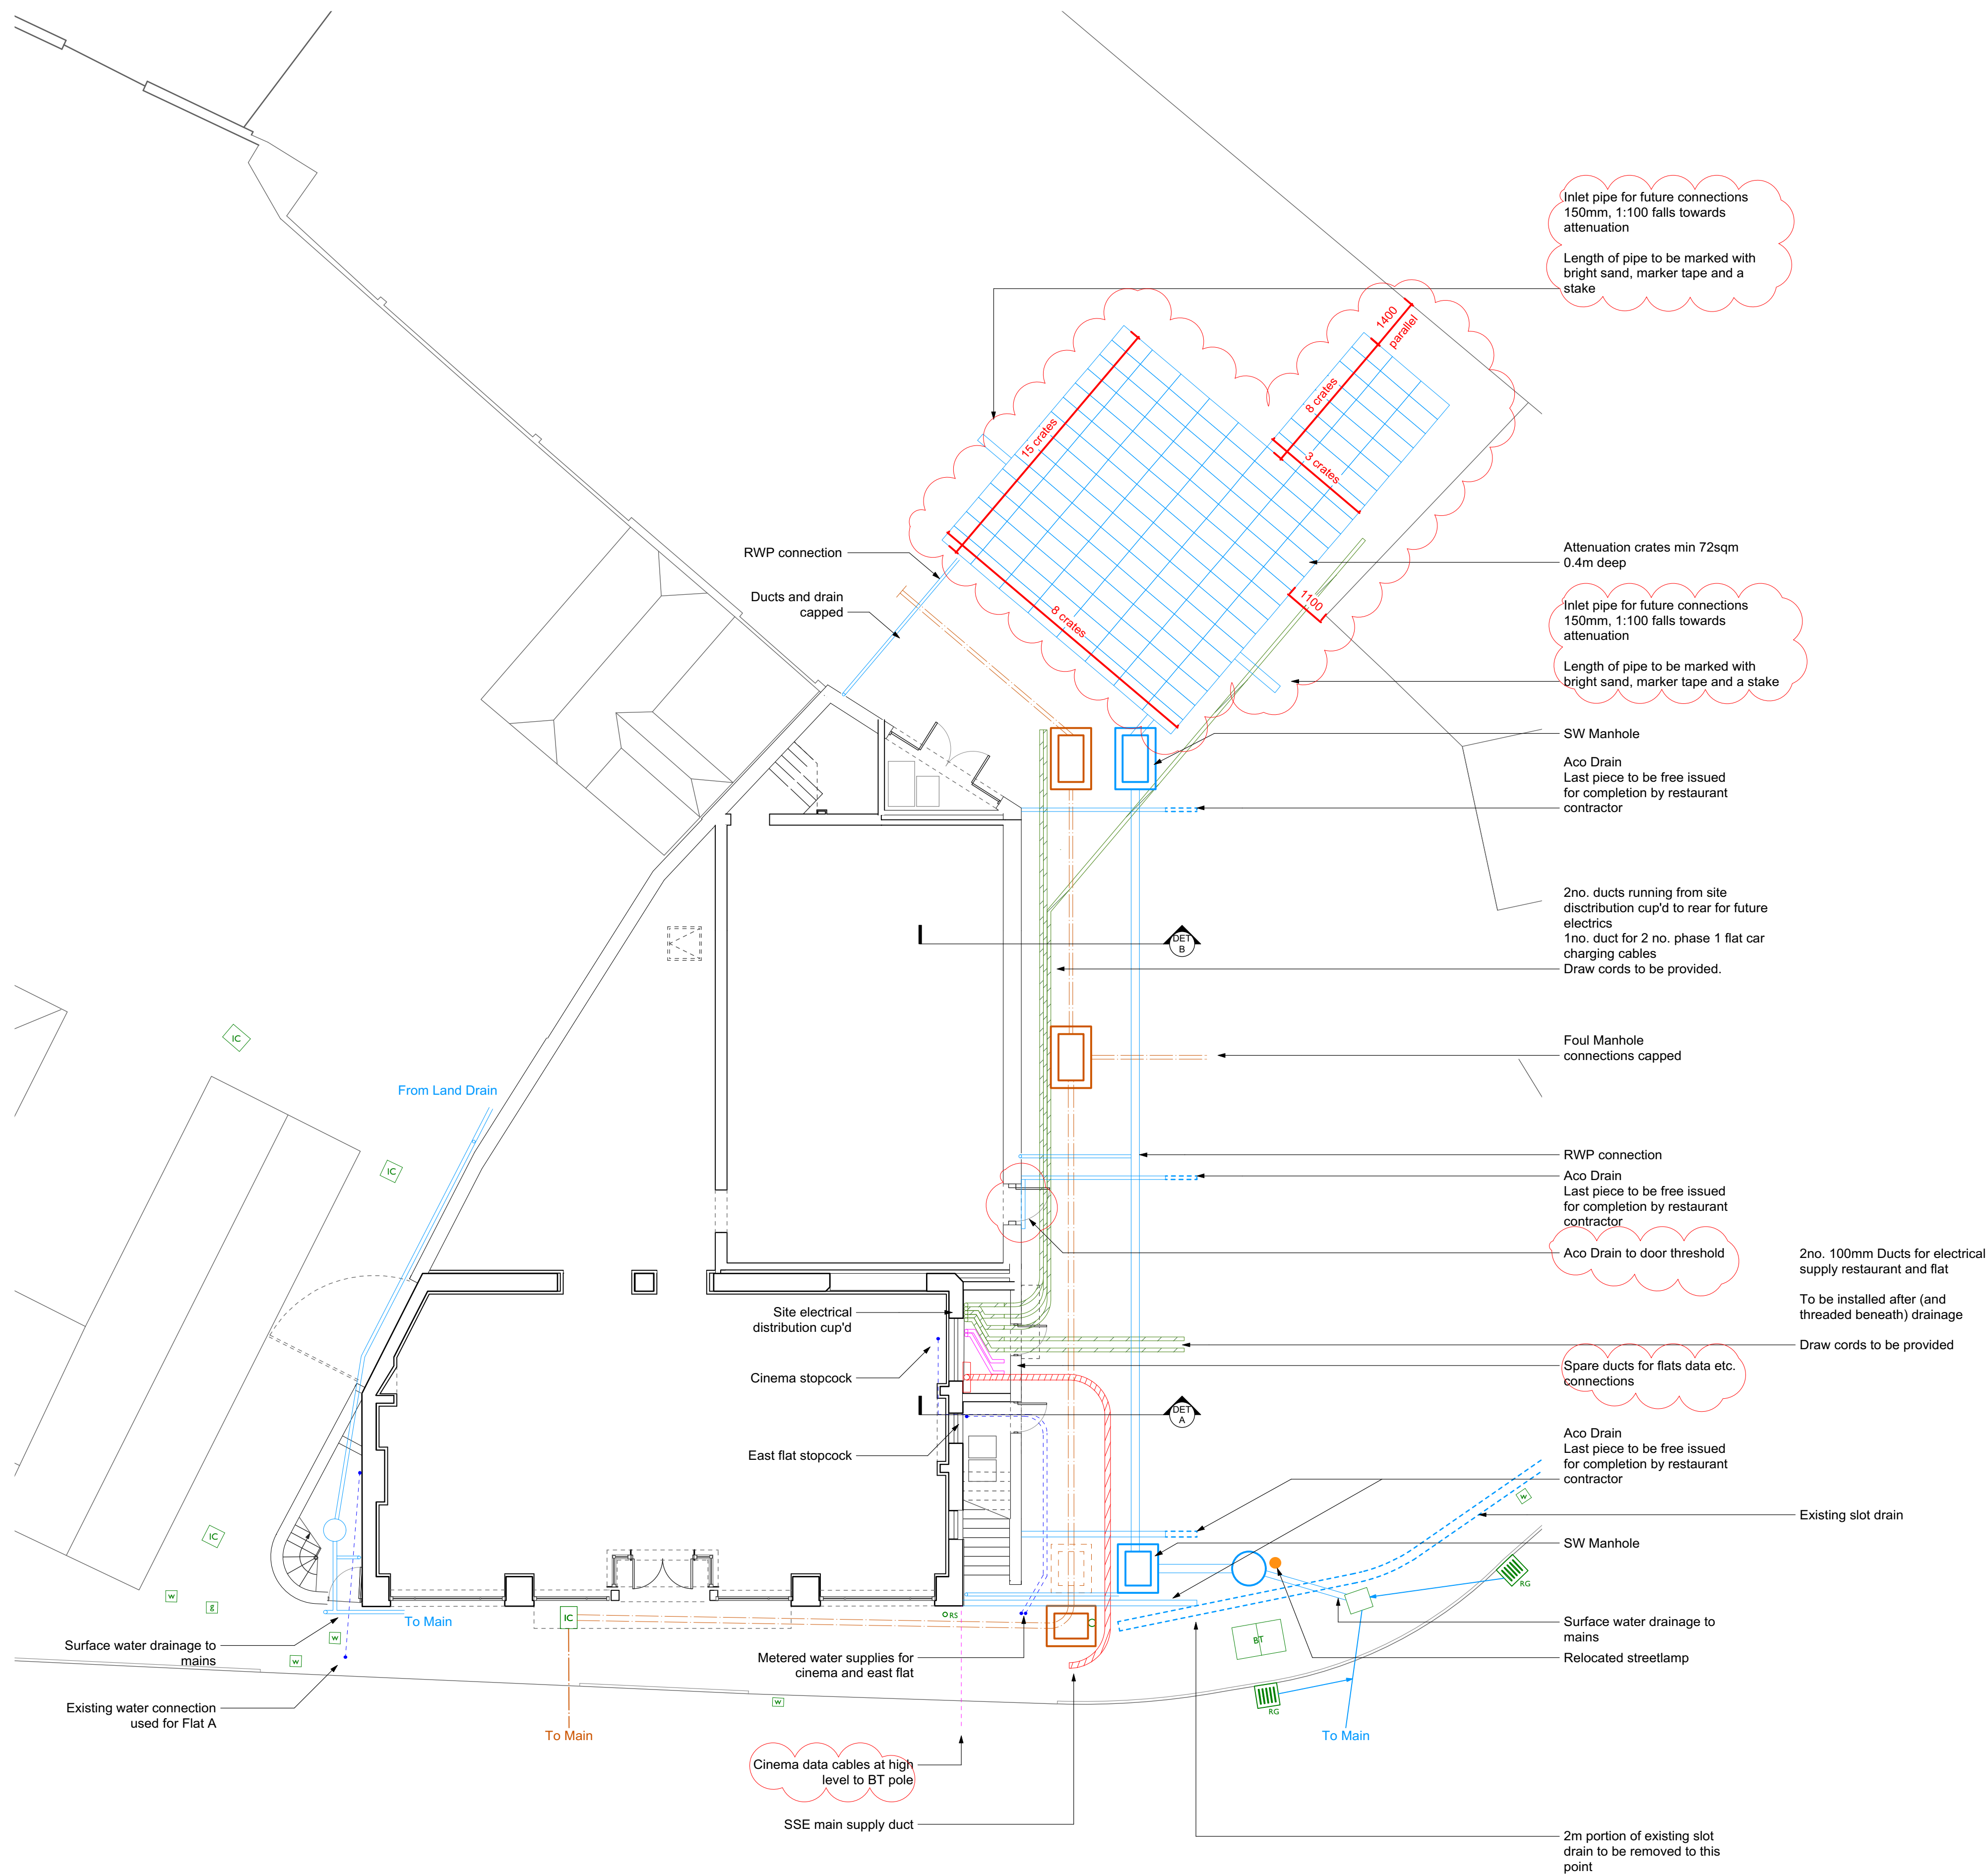 Inlet pipe for future connections
150mm, 1:100 falls towards
attenuation
Length of pipe to be marked with
bright sand, marker tape and a
stake
1400
parallel
8 crates
15 crates
3 crates
RWP connection
Attenuation crates min 72sqm
0.4m deep
Ducts and drain
capped
1100
8 crates
Inlet pipe for future connections
150mm, 1:100 falls towards
attenuation
Length of pipe to be marked with
bright sand, marker tape and a stake
SW Manhole
Aco Drain
Last piece to be free issued
for completion by restaurant
contractor
2no. ducts running from site
disctribution cup'd to rear for future
electrics
1no. duct for 2 no. phase 1 flat car
charging cables
Draw cords to be provided.
DET
B
IC
Foul Manhole
connections capped
From Land Drain
RWP connection
IC
Aco Drain
Last piece to be free issued
for completion by restaurant
contractor
Aco Drain to door threshold
2no. 100mm Ducts for electrical
supply restaurant and flat
To be installed after (and
threaded beneath) drainage
Draw cords to be provided
Site electrical
distribution cup'd
Cinema stopcock
Spare ducts for flats data etc.
connections
DET
A
East flat stopcock
Aco Drain
Last piece to be free issued
for completion by restaurant
contractor
w
Existing slot drain
IC
SW Manhole
RG
w
g
IC
RS
To Main
w
BT
Surface water drainage to
mains
Surface water drainage to
mains
w
Metered water supplies for
cinema and east flat
Relocated streetlamp
w
RG
Existing water connection
used for Flat A
To Main
To Main
Cinema data cables at high
level to BT pole
SSE main supply duct
2m portion of existing slot
drain to be removed to this
point